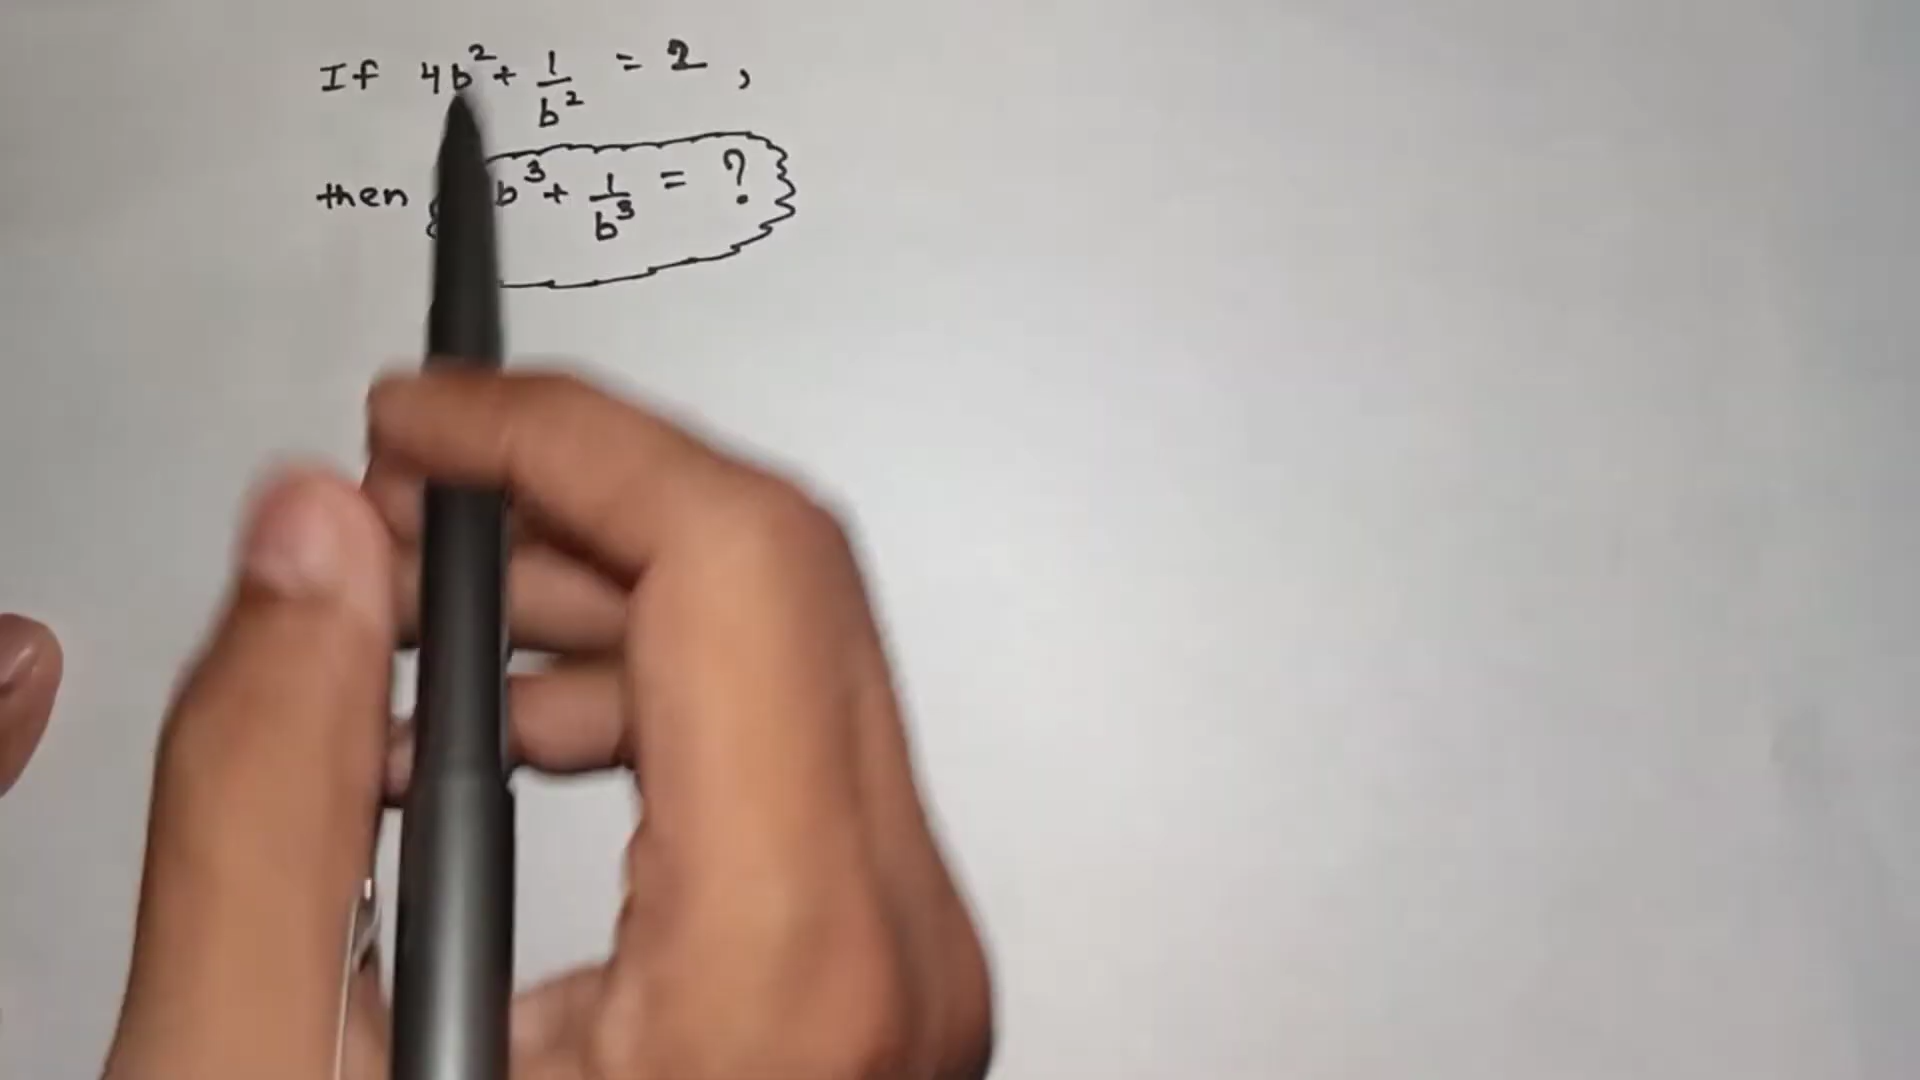 If 4b² + 1/b² = 2 ,
then b³ + 1/b³ = ?